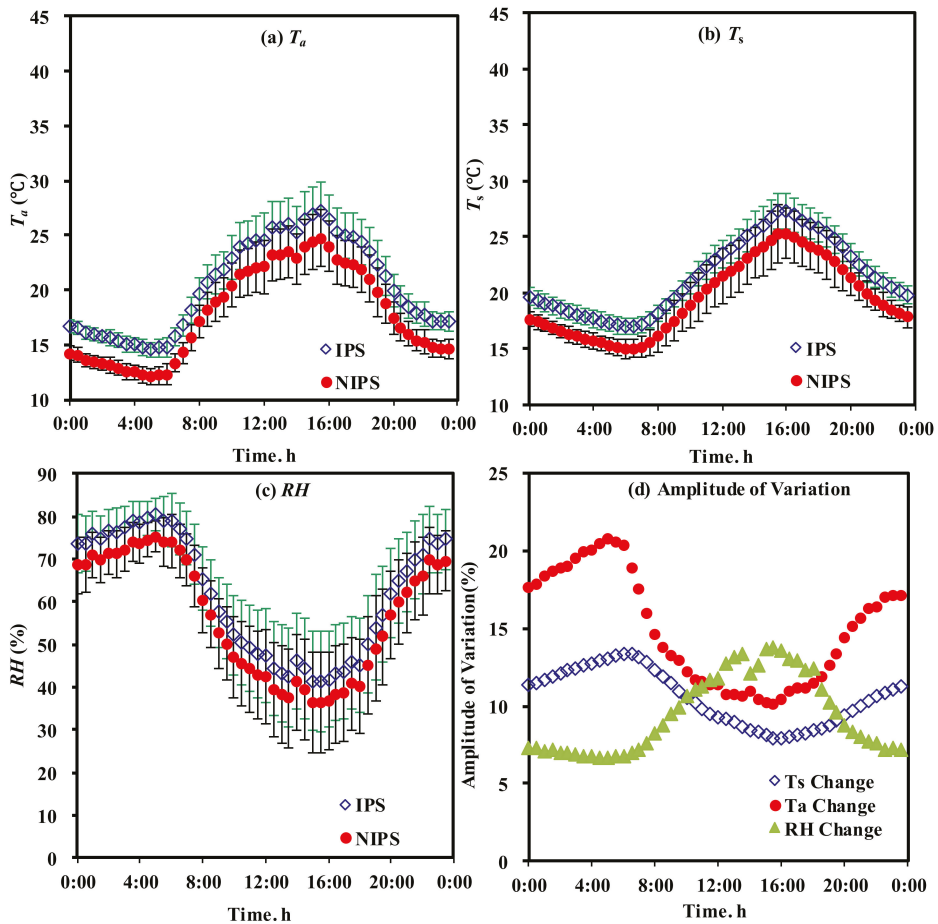 (a) Ta
45
40
35
30
25
20
15
10
Ta (℃)
IPS
NIPS
0:00 4:00 8:00 12:00 16:00 20:00 0:00
Time. h
(b) Ts
45
40
35
30
25
20
15
10
Ts (℃)
IPS
NIPS
0:00 4:00 8:00 12:00 16:00 20:00 0:00
Time. h
(c) RH
90
80
70
60
50
40
30
20
10
0
RH (%)
IPS
NIPS
0:00 4:00 8:00 12:00 16:00 20:00 0:00
Time. h
(d) Amplitude of Variation
25
20
15
10
5
0
Amplitude of Variation(%)
Ts Change
Ta Change
RH Change
0:00 4:00 8:00 12:00 16:00 20:00 0:00
Time. h